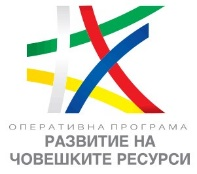 ОПЕРАТИВНА ПРОГРАМА
РАЗВИТИЕ НА
ЧОВЕШКИТЕ РЕСУРСИ